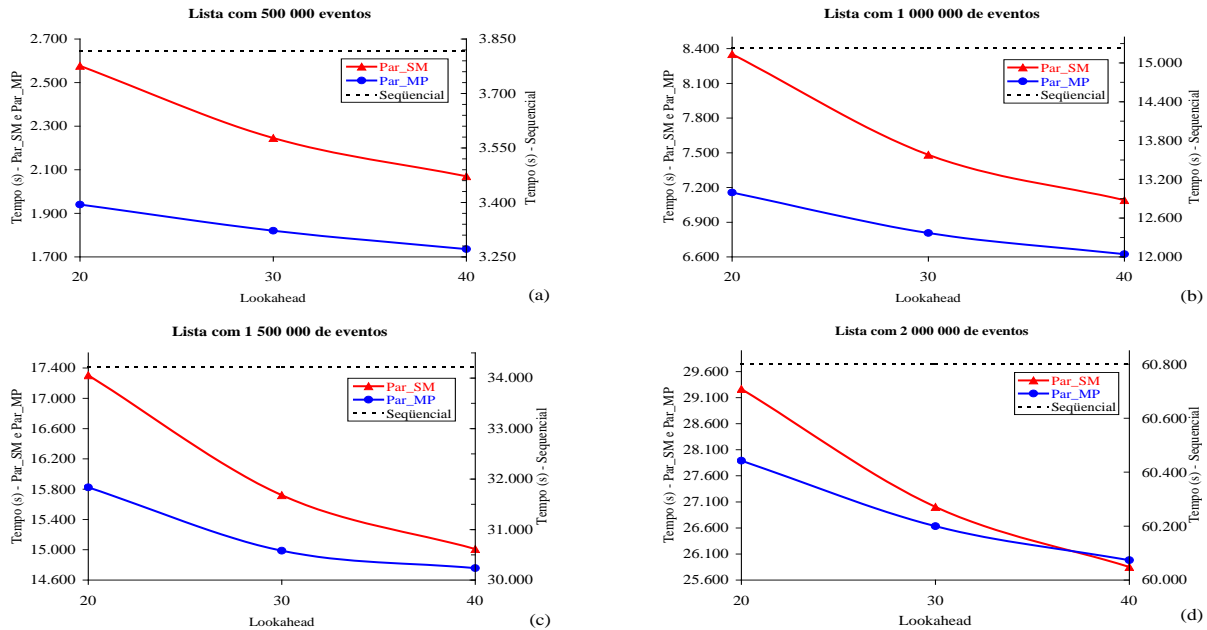 Lista com 500 000 eventos
2.700
2.500
2.300
2.100
1.900
1.700
Tempo (s) - Par_SM e Par_MP
3.850
3.700
3.550
3.400
3.250
Tempo (s) - Sequencial
Par_SM
Par_MP
Seqüencial
20
30
40
Lookahead
(a)
Lista com 1 000 000 de eventos
8.400
8.100
7.800
7.500
7.200
6.900
6.600
Tempo (s) - Par_SM e Par_MP
15.000
14.400
13.800
13.200
12.600
12.000
Tempo (s) - Sequencial
Par_SM
Par_MP
Seqüencial
20
30
40
Lookahead
(b)
Lista com 1 500 000 de eventos
17.400
17.000
16.600
16.200
15.800
15.400
15.000
14.600
Tempo (s) - Par_SM e Par_MP
34.000
33.000
32.000
31.000
30.000
Tempo (s) - Sequencial
Par_SM
Par_MP
Seqüencial
20
30
40
Lookahead
(c)
Lista com 2 000 000 de eventos
29.600
29.100
28.600
28.100
27.600
27.100
26.600
26.100
25.600
Tempo (s) - Par_SM e Par_MP
60.800
60.600
60.400
60.200
60.000
Tempo (s) - Sequencial
Par_SM
Par_MP
Seqüencial
20
30
40
Lookahead
(d)